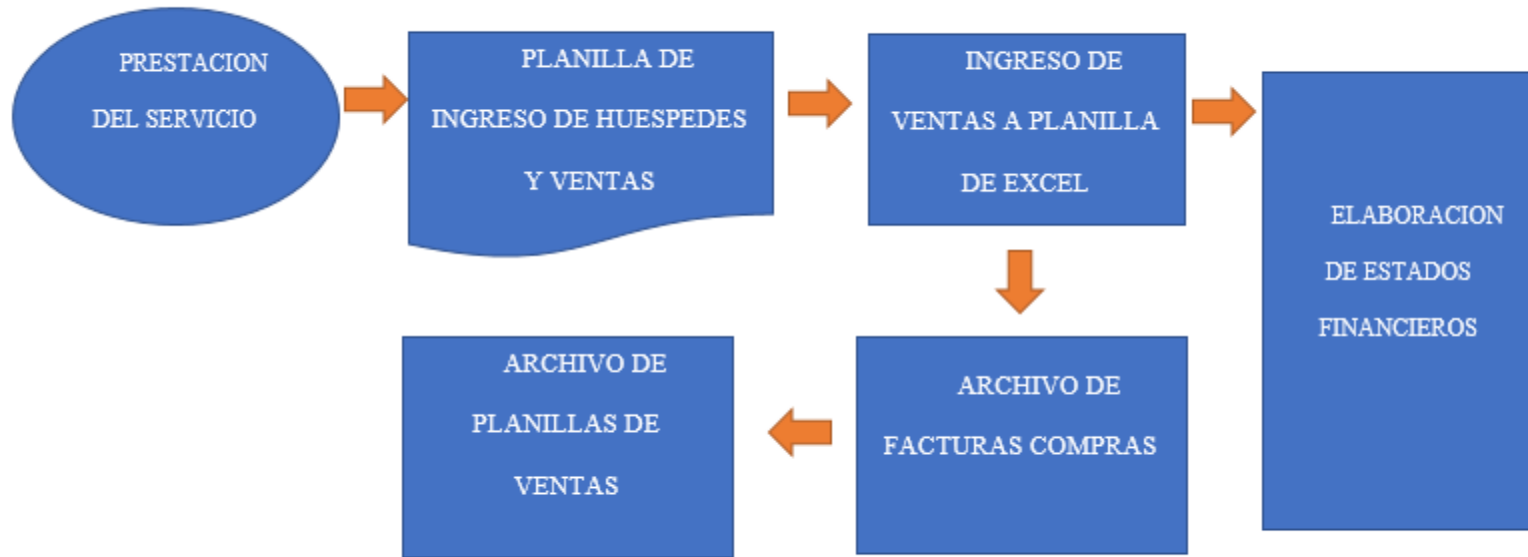 PRESTACION
DEL SERVICIO
PLANILLA DE
INGRESO DE HUESPEDES
Y VENTAS
INGRESO DE
VENTAS A PLANILLA
DE EXCEL
ELABORACION
DE ESTADOS
FINANCIEROS
ARCHIVO DE
FACTURAS COMPRAS
ARCHIVO DE
PLANILLAS DE
VENTAS